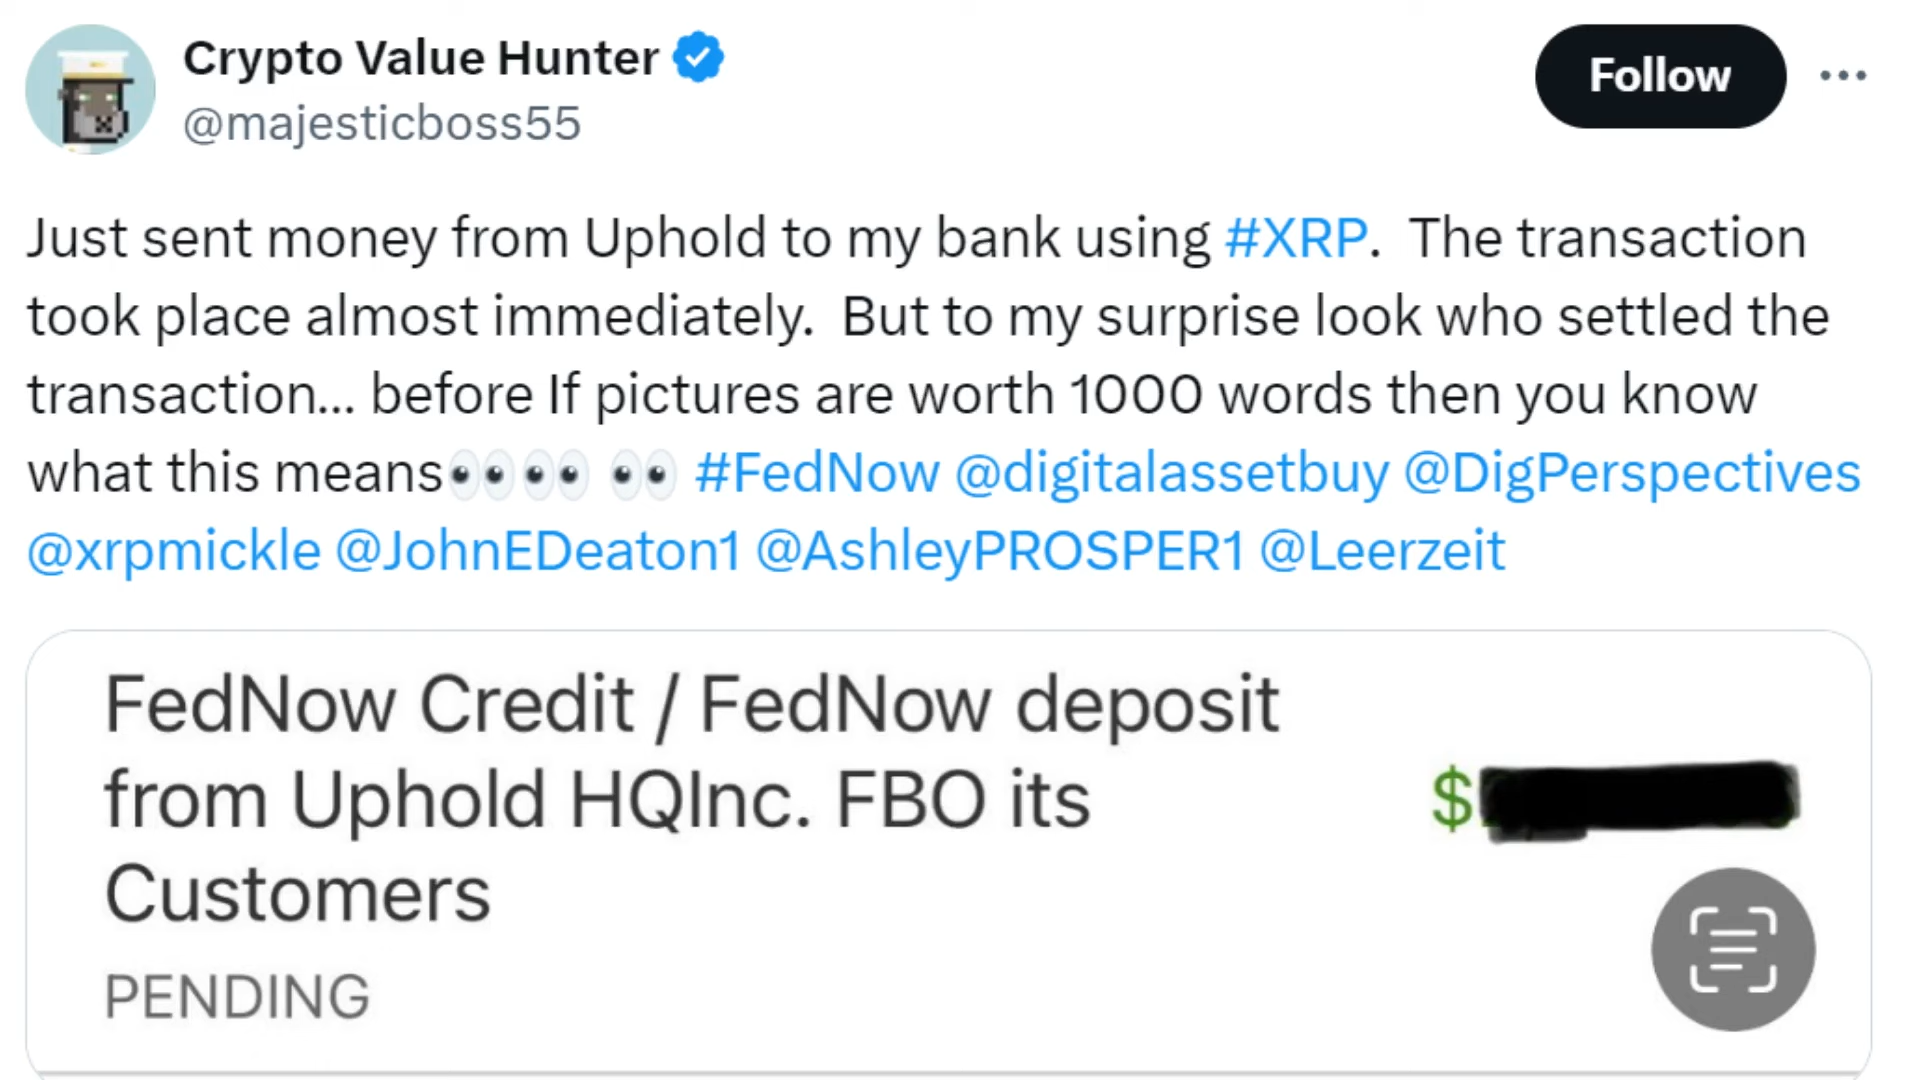 Crypto Value Hunter
@majesticboss55
Follow
Just sent money from Uphold to my bank using #XRP.  The transaction
took place almost immediately.  But to my surprise look who settled the
transaction... before If pictures are worth 1000 words then you know
what this means👀👀 👀 #FedNow @digitalassetbuy @DigPerspectives
@xrpmickle @JohnEDeaton1 @AshleyPROSPER1 @Leerzeit
FedNow Credit / FedNow deposit
from Uphold HQInc. FBO its
Customers
$
PENDING